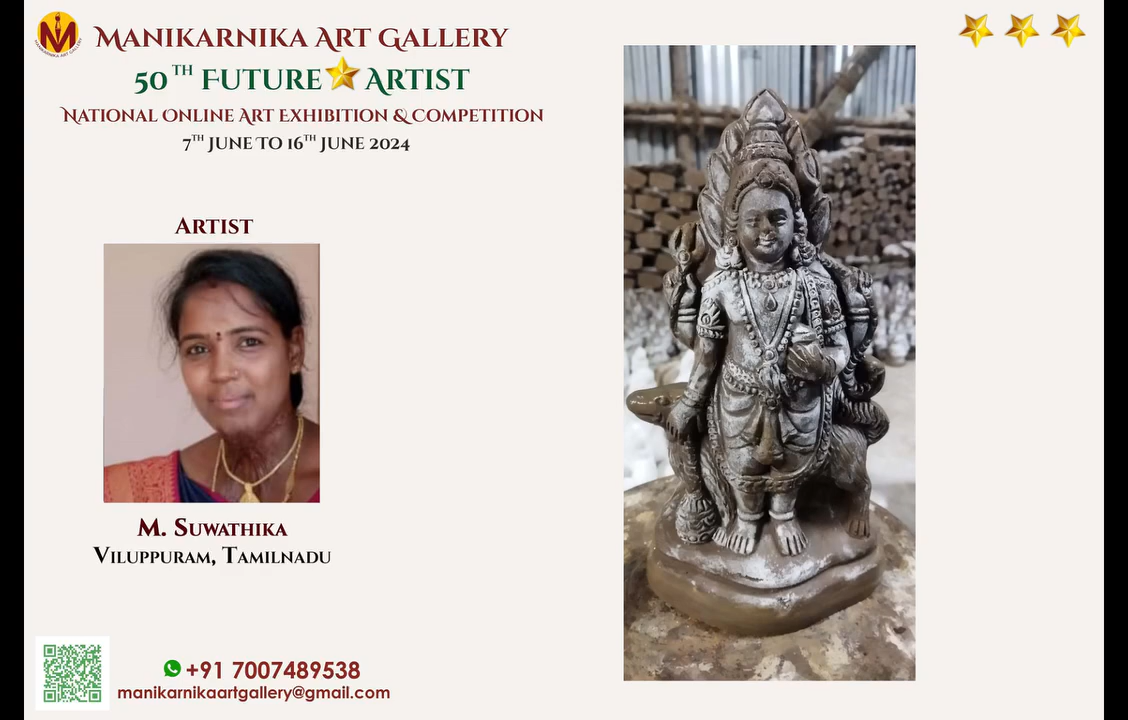 Manikarnika Art Gallery
50th Future Artist
National Online Art Exhibition & Competition
7th June To 16th June 2024
Artist
M. Suwathika
Viluppuram, Tamilnadu
+91 7007489538
manikarnikaartgallery@gmail.com